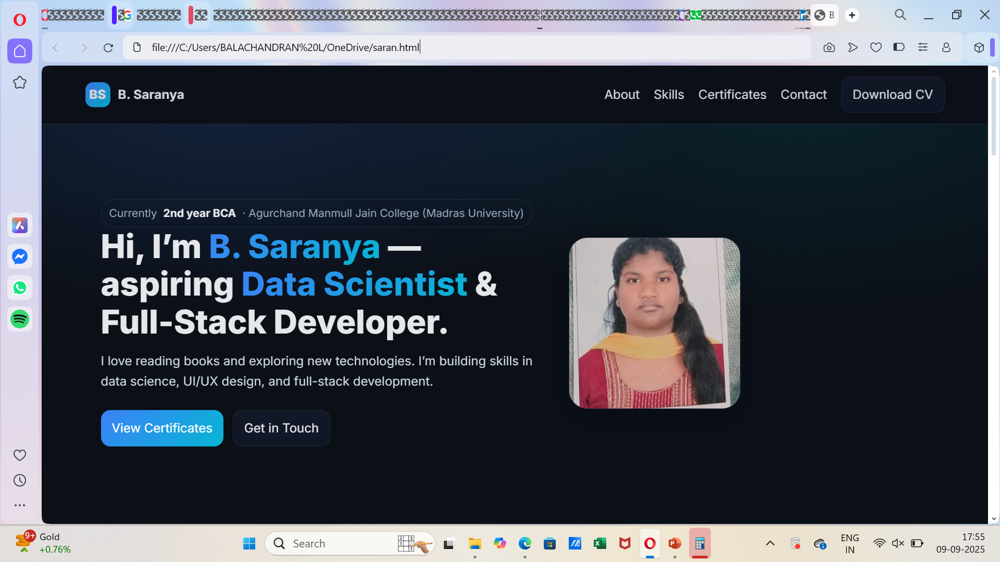 B
file:///C:/Users/BALACHANDRAN%20L/OneDrive/saran.html
BS B. Saranya
About Skills Certificates Contact Download CV
Currently 2nd year BCA · Agurchand Manmull Jain College (Madras University)
Hi, I’m B. Saranya —
aspiring Data Scientist &
Full-Stack Developer.
I love reading books and exploring new technologies. I’m building skills in
data science, UI/UX design, and full-stack development.
View Certificates Get in Touch
9+ Gold
+0.76%
Search
ENG
IN
17:55
09-09-2025